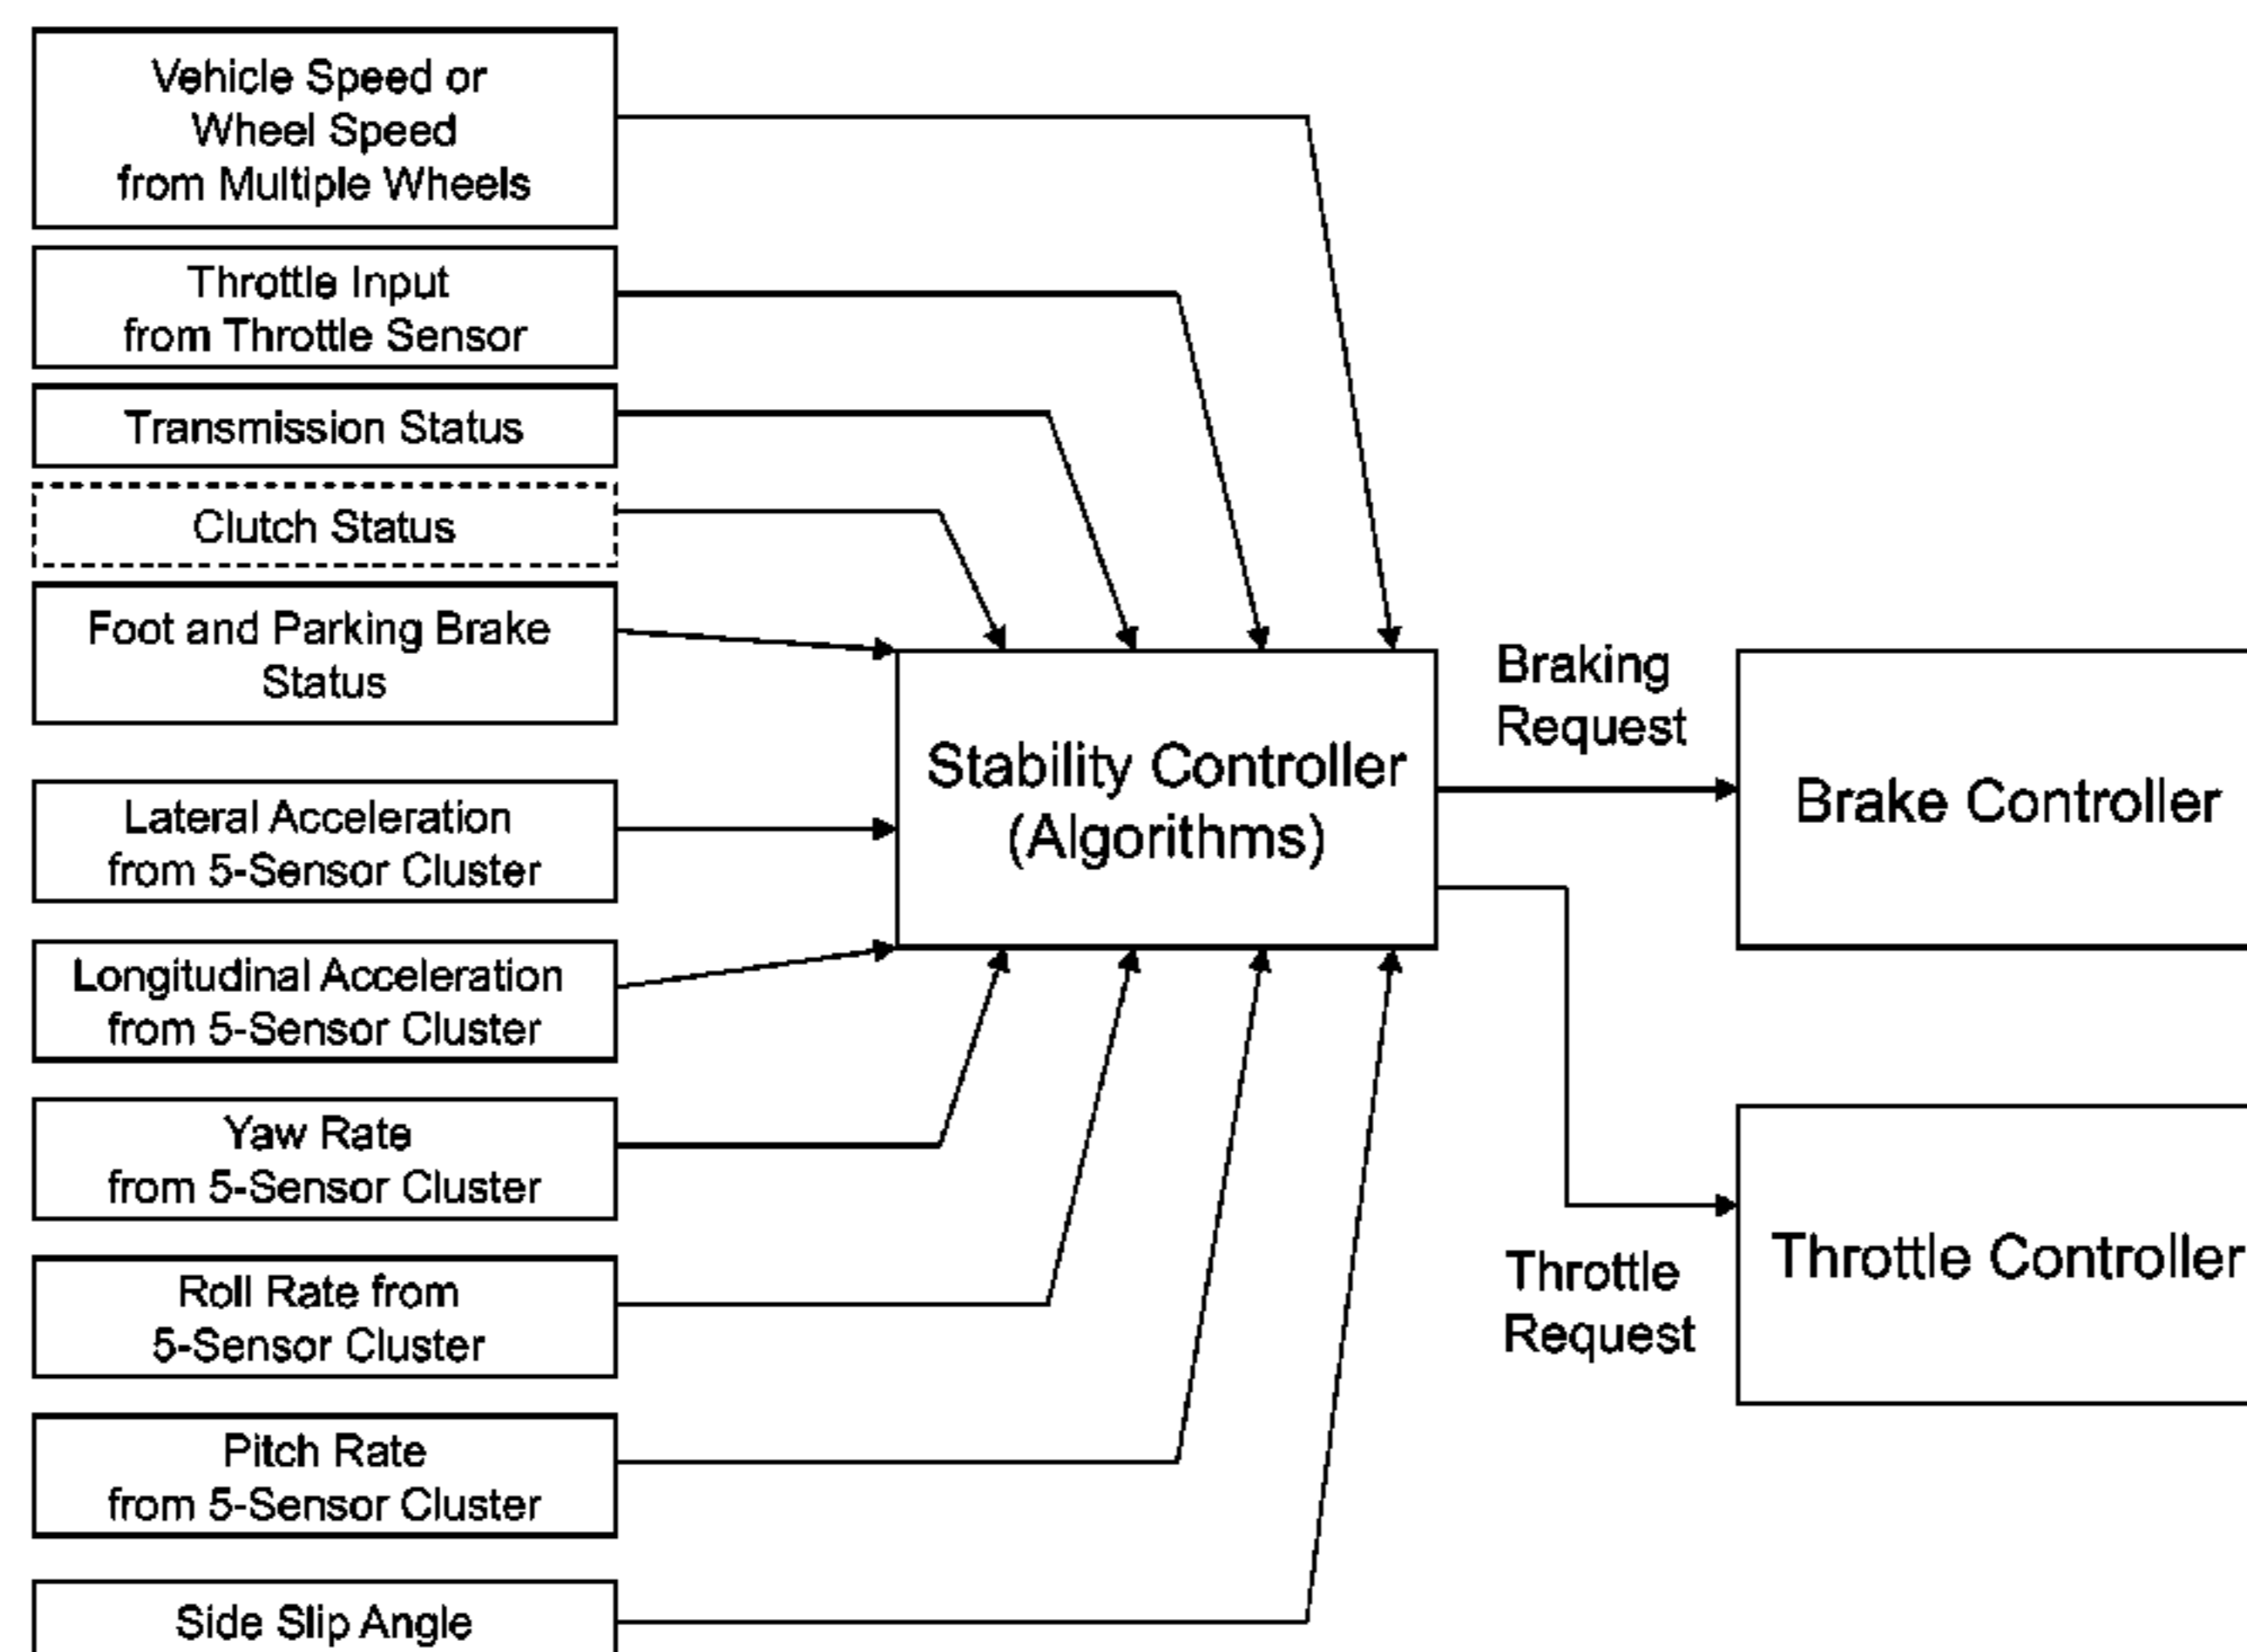 Vehicle Speed or
Wheel Speed
from Multiple Wheels
Throttle Input
from Throttle Sensor
Transmission Status
Clutch Status
Foot and Parking Brake
Status
Lateral Acceleration
from 5-Sensor Cluster
Longitudinal Acceleration
from 5-Sensor Cluster
Yaw Rate
from 5-Sensor Cluster
Roll Rate from
5-Sensor Cluster
Pitch Rate
from 5-Sensor Cluster
Side Slip Angle
Stability Controller
(Algorithms)
Braking
Request
Brake Controller
Throttle
Request
Throttle Controller